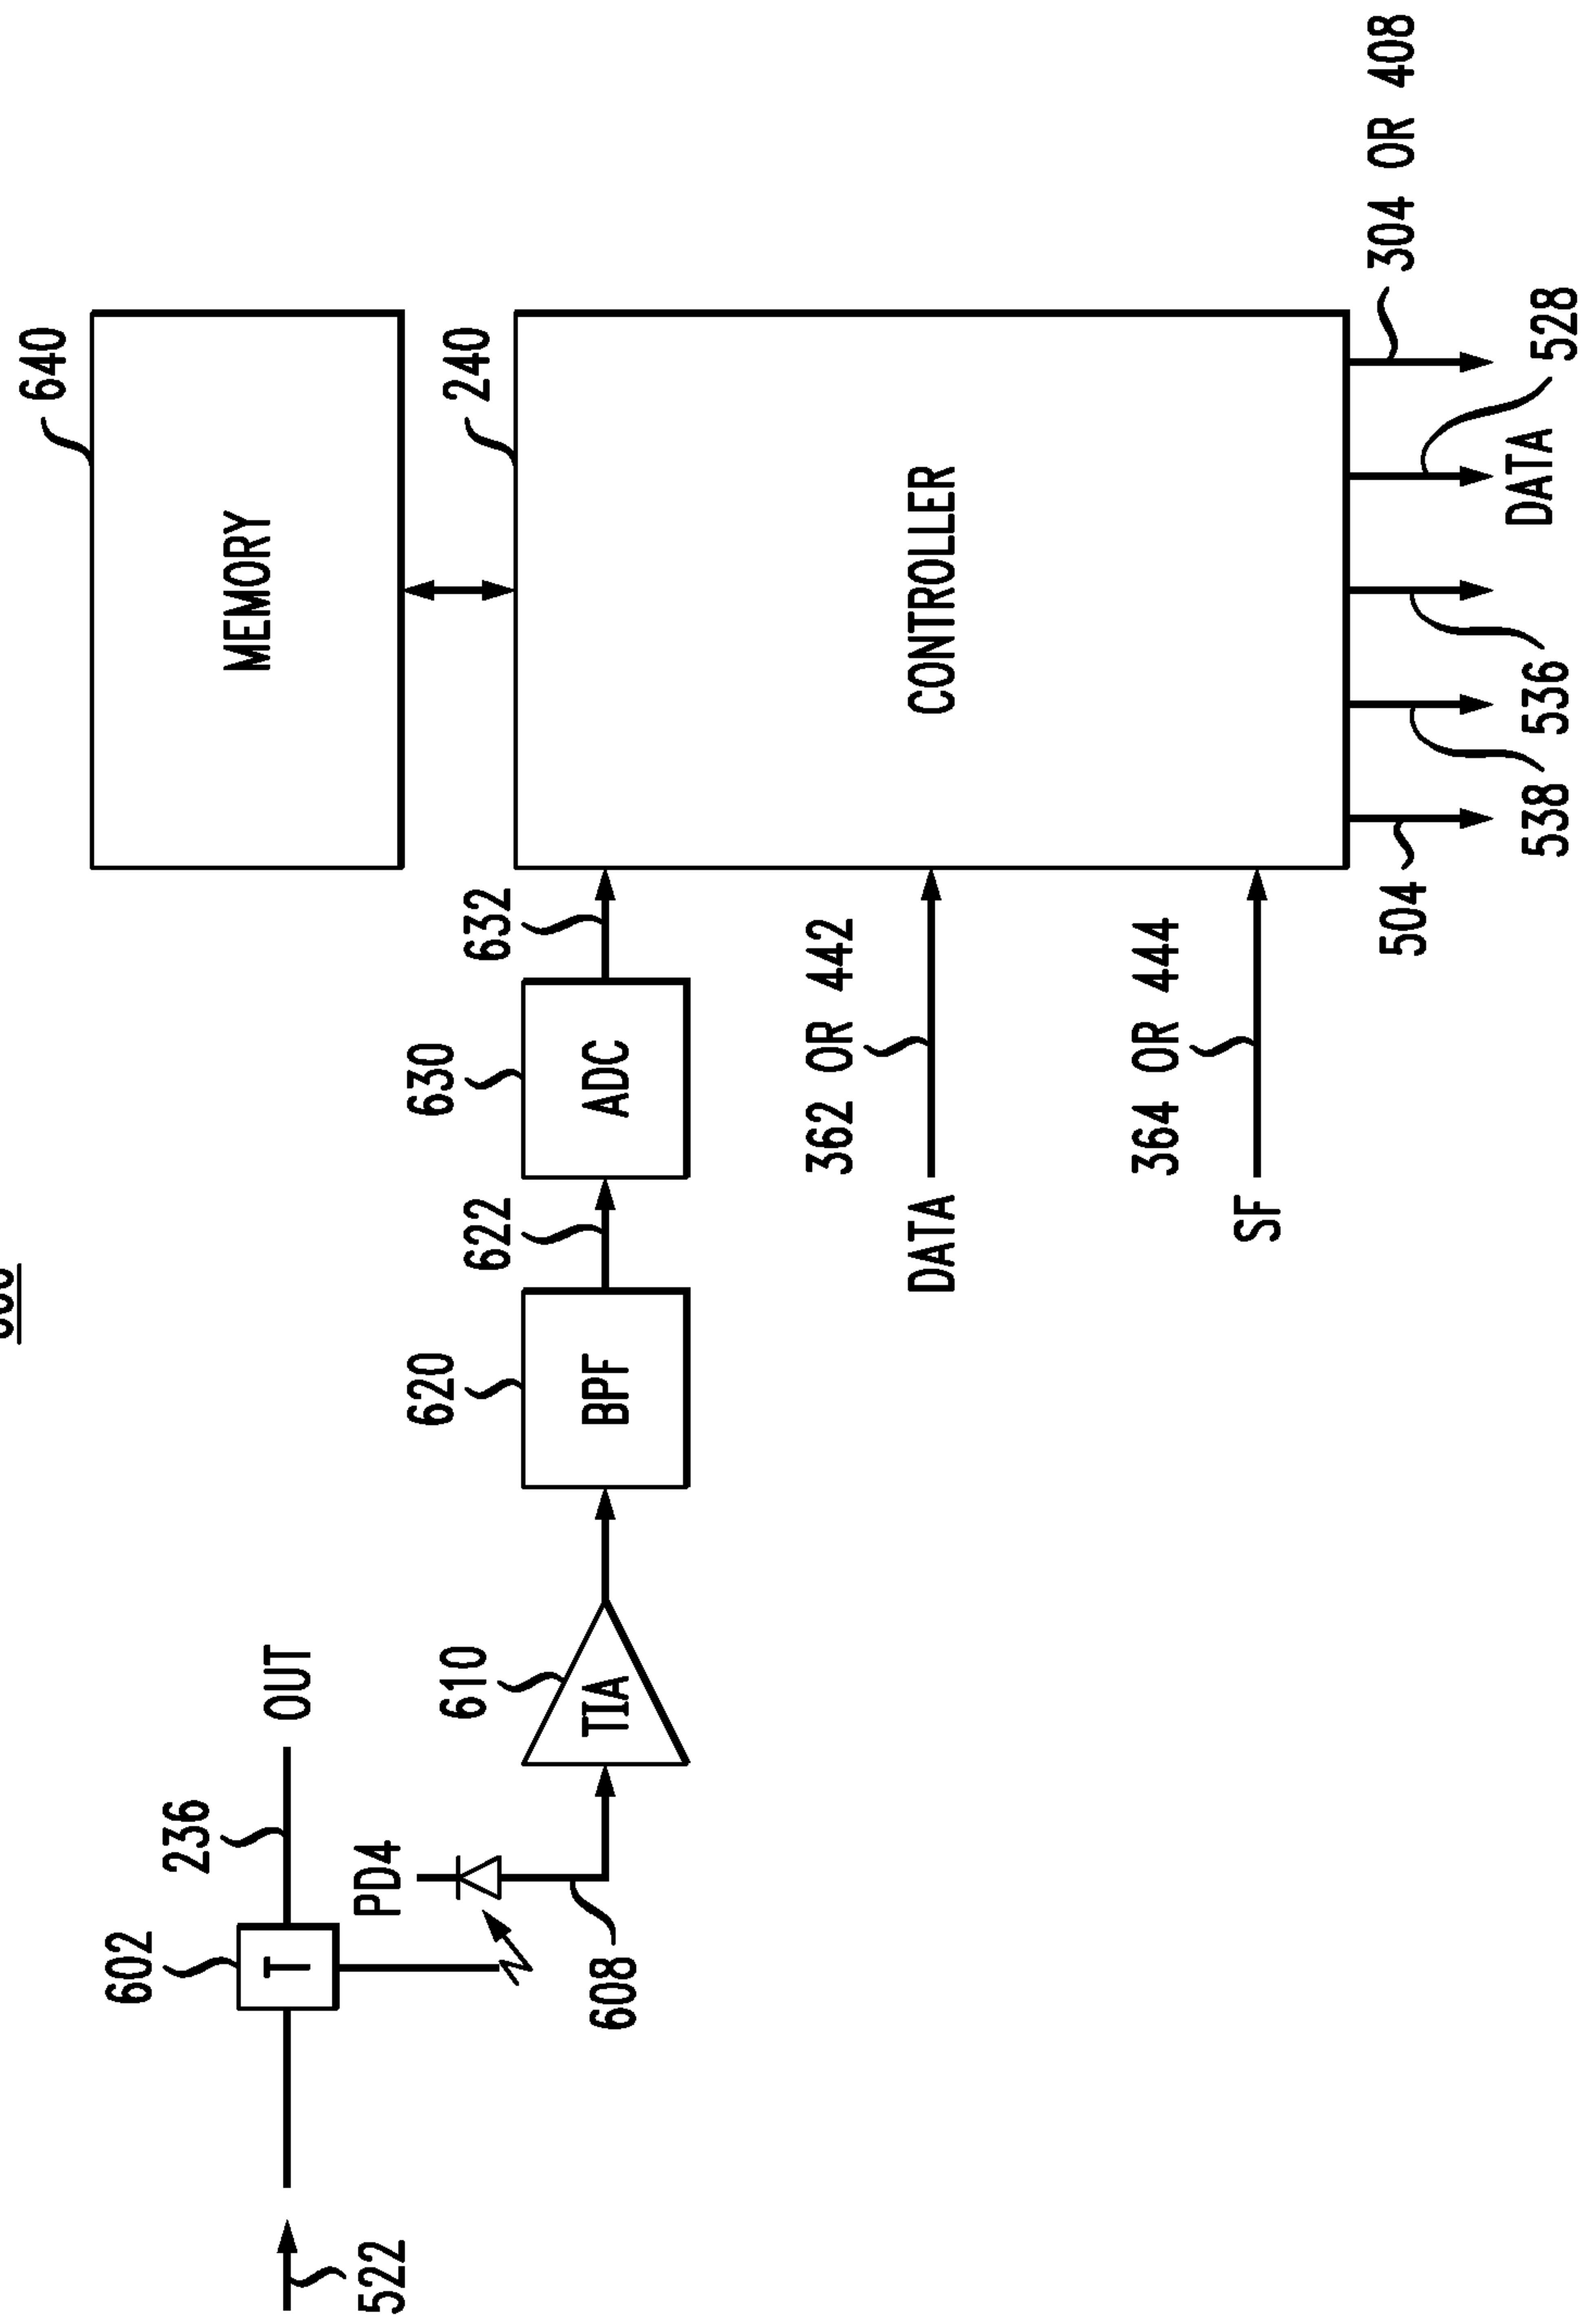 640
MEMORY
240
CONTROLLER
602
T
236
OUT
522
PD4
608
610
TIA
620
BPF
622
630
ADC
632
362 OR 442
DATA
364 OR 444
SF
504
538
536
DATA
528
304 OR 408